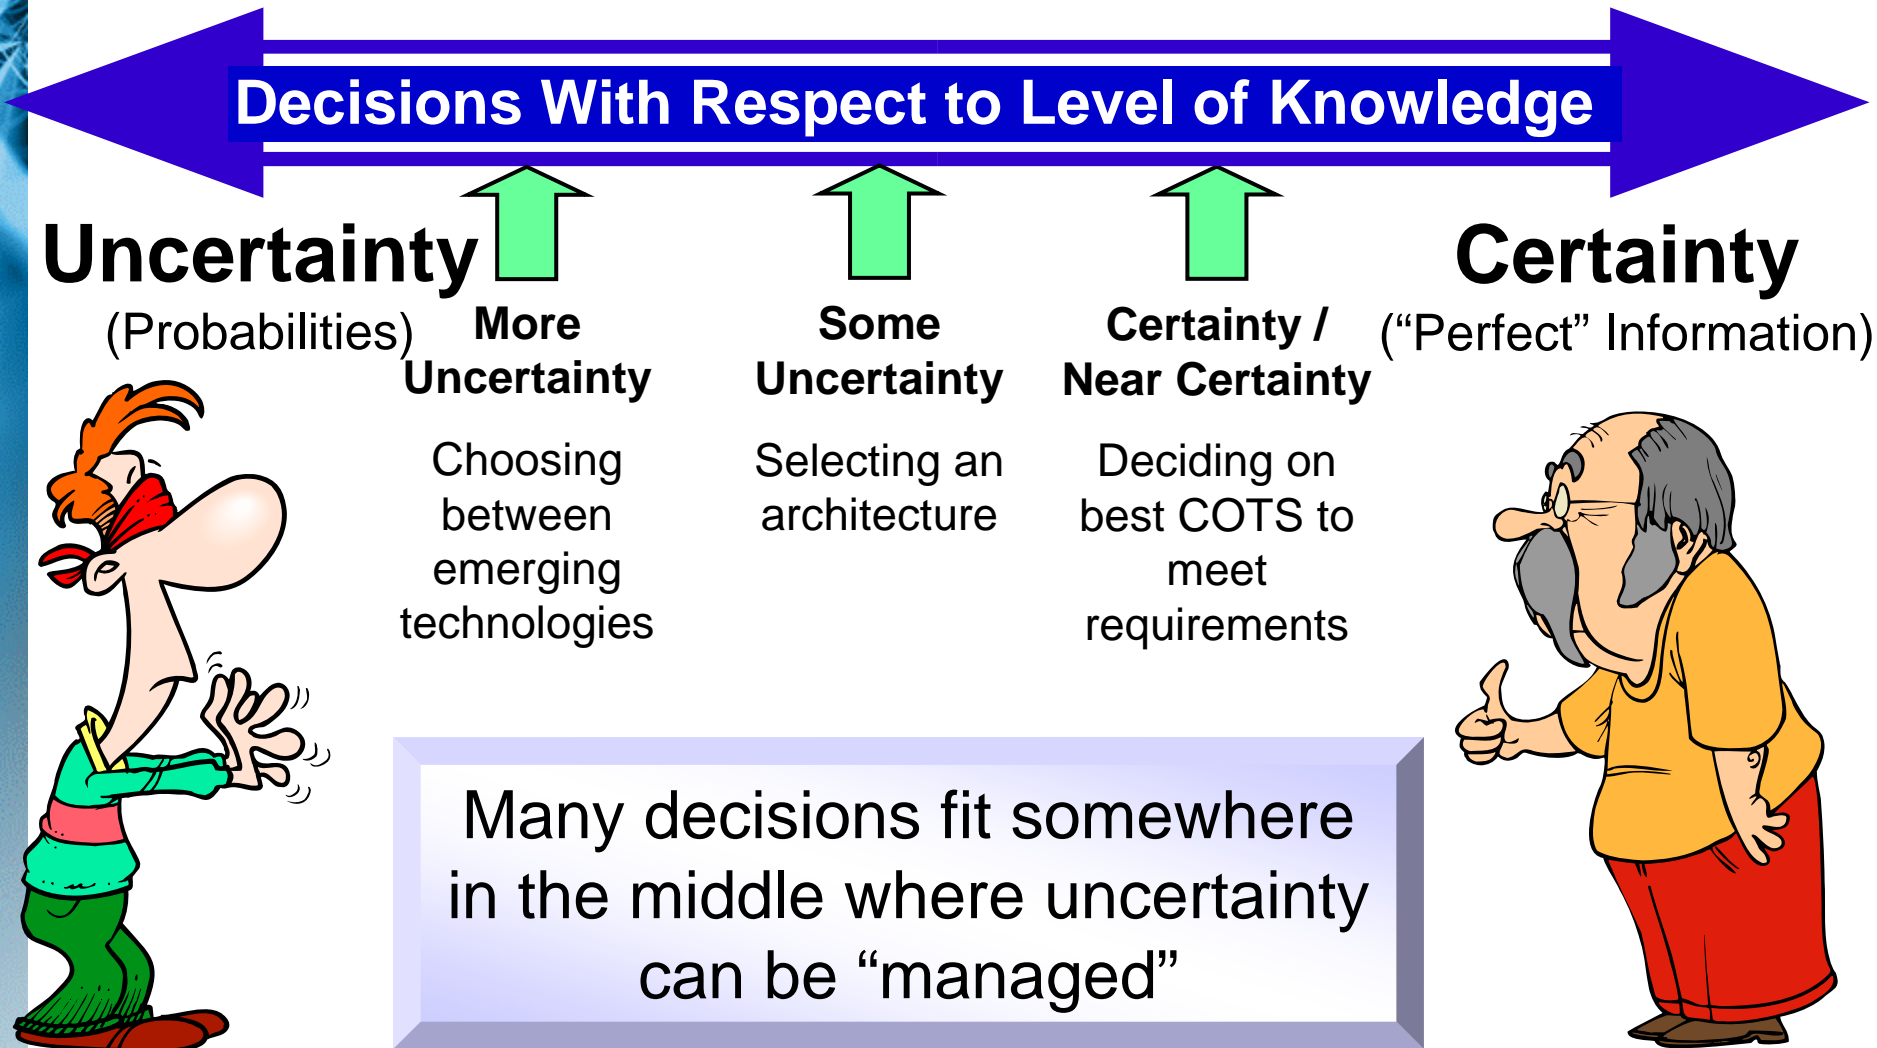 Decisions With Respect to Level of Knowledge
Uncertainty
(Probabilities)
More
Uncertainty
Choosing
between
emerging
technologies
Some
Uncertainty
Selecting an
architecture
Certainty /
Near Certainty
Deciding on
best COTS to
meet
requirements
Certainty
(“Perfect” Information)
Many decisions fit somewhere
in the middle where uncertainty
can be “managed”